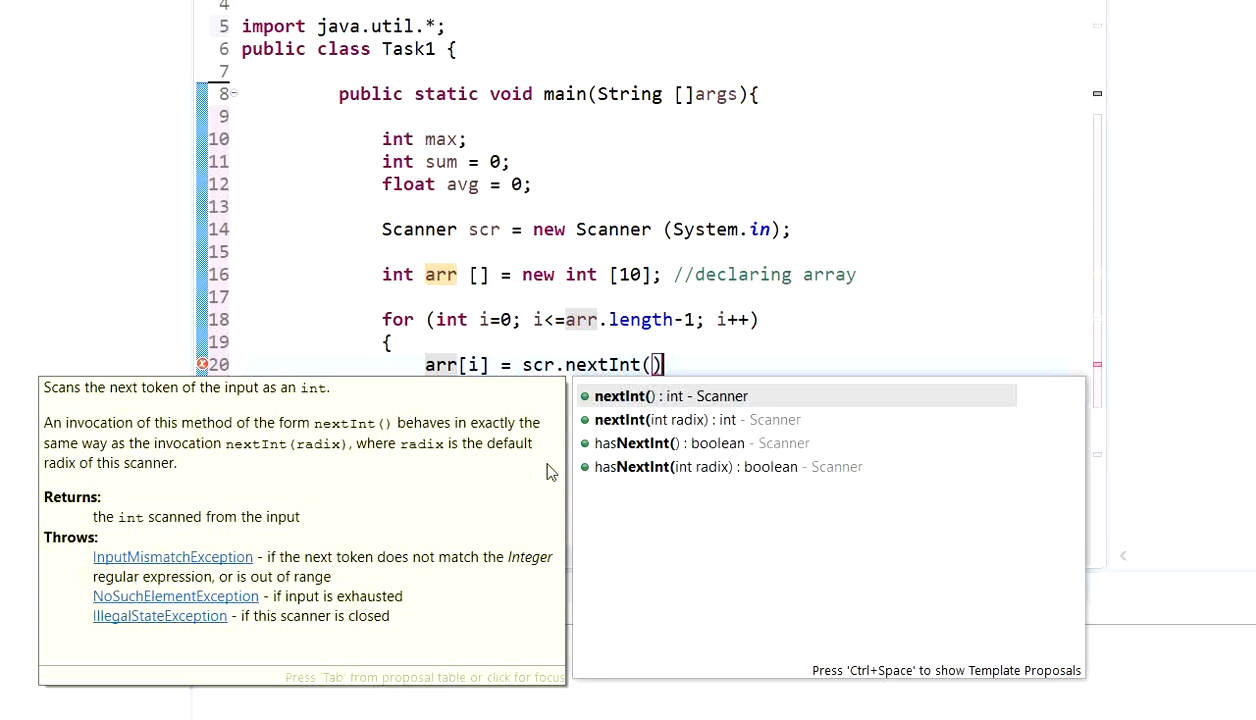 4
5 import java.util.*;
6 public class Task1 {
7
8 public static void main(String []args){
9
10 int max;
11 int sum = 0;
12 float avg = 0;
13
14 Scanner scr = new Scanner (System.in);
15
16 int arr [] = new int [10]; //declaring array
17
18 for (int i=0; i<=arr.length-1; i++)
19 {
20 arr[i] = scr.nextInt()
Scans the next token of the input as an int.
An invocation of this method of the form nextInt() behaves in exactly the
same way as the invocation nextInt(radix), where radix is the default
radix of this scanner.
Returns:
the int scanned from the input
Throws:
InputMismatchException - if the next token does not match the Integer
regular expression, or is out of range
NoSuchElementException - if input is exhausted
IllegalStateException - if this scanner is closed
Press 'Tab' from proposal table or click for focus
nextInt() : int - Scanner
nextInt(int radix) : int - Scanner
hasNextInt() : boolean - Scanner
hasNextInt(int radix) : boolean - Scanner
Press 'Ctrl+Space' to show Template Proposals